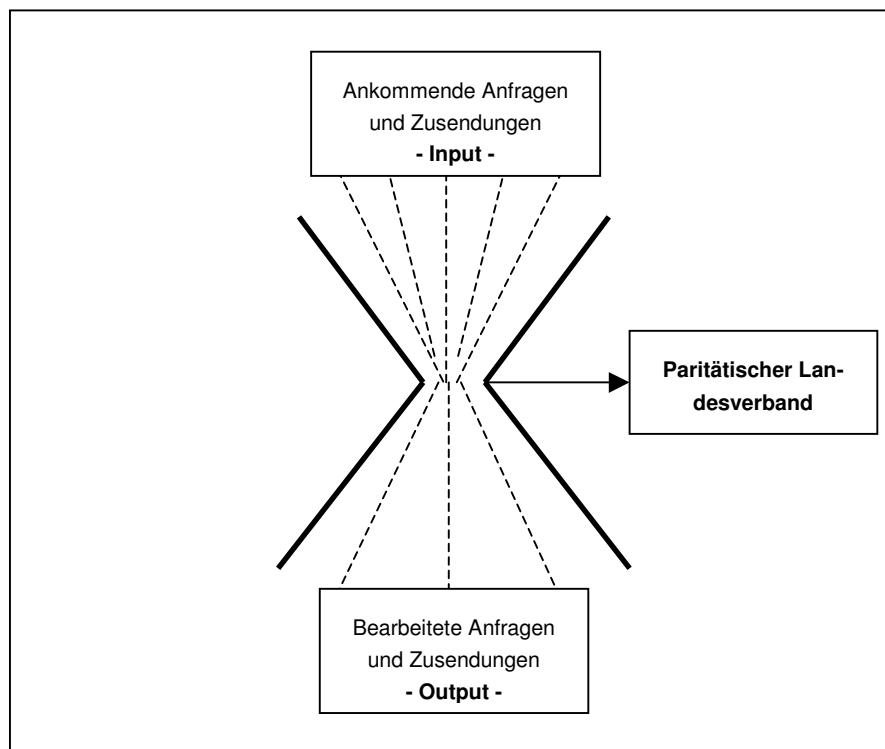 Ankommende Anfragen
und Zusendungen
- Input -
Paritätischer Lan-
desverband
Bearbeitete Anfragen
und Zusendungen
- Output -